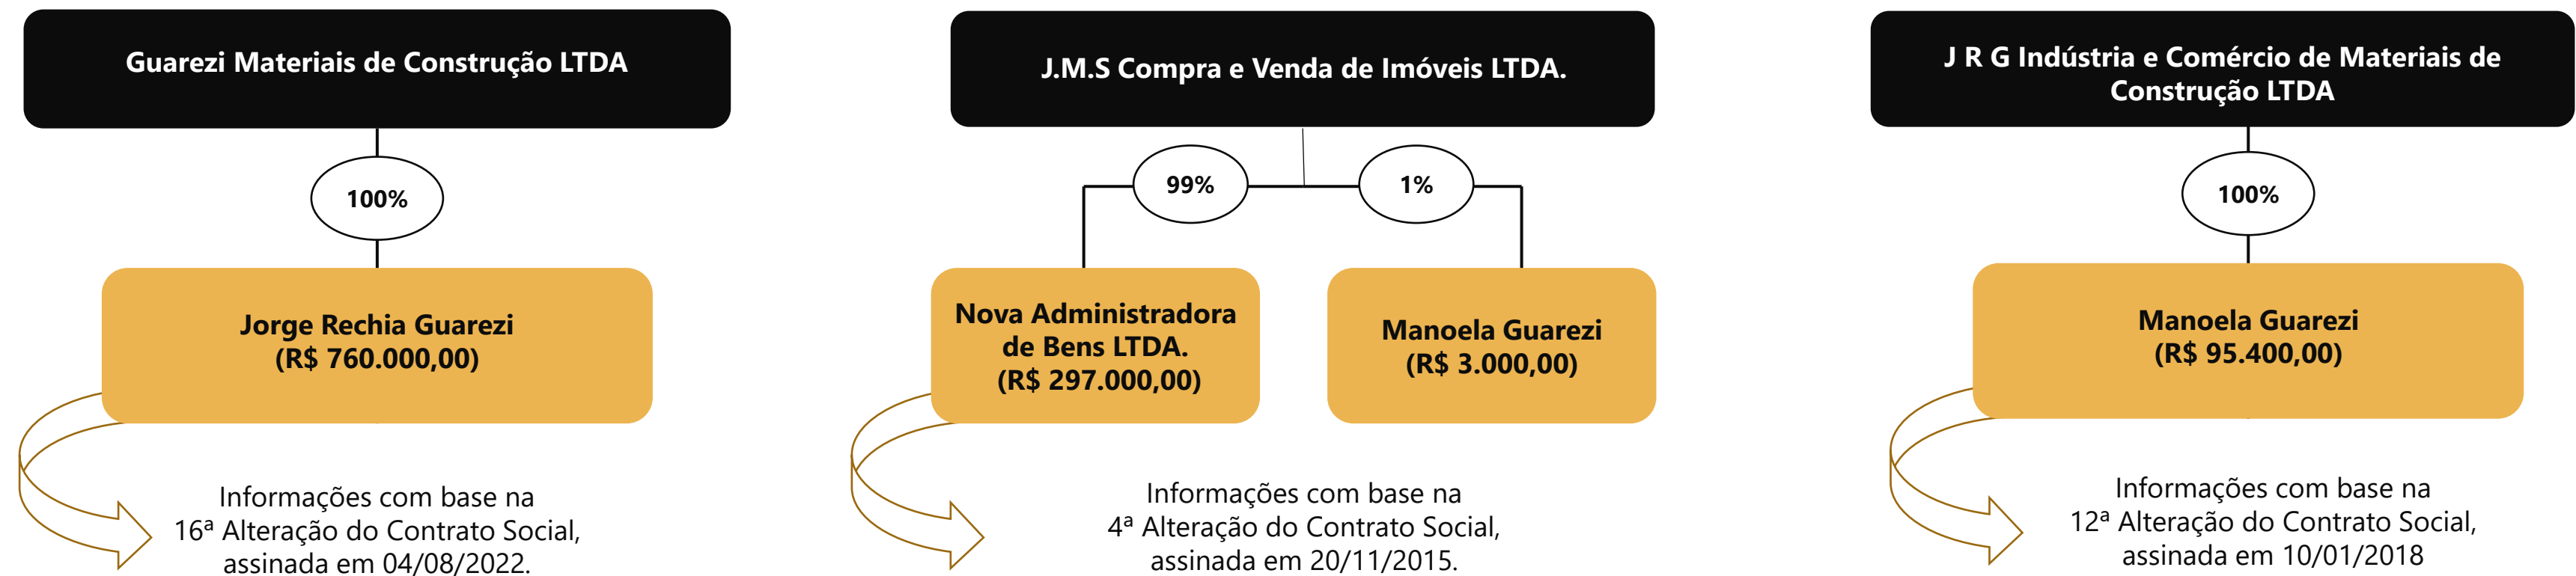 Guarezi Materiais de Construção LTDA
100%
Jorge Rechia Guarezi
(R$ 760.000,00)
Informações com base na
16ª Alteração do Contrato Social,
assinada em 04/08/2022.
J.M.S Compra e Venda de Imóveis LTDA.
99%
1%
Nova Administradora
de Bens LTDA.
(R$ 297.000,00)
Manoela Guarezi
(R$ 3.000,00)
Informações com base na
4ª Alteração do Contrato Social,
assinada em 20/11/2015.
J R G Indústria e Comércio de Materiais de
Construção LTDA
100%
Manoela Guarezi
(R$ 95.400,00)
Informações com base na
12ª Alteração do Contrato Social,
assinada em 10/01/2018